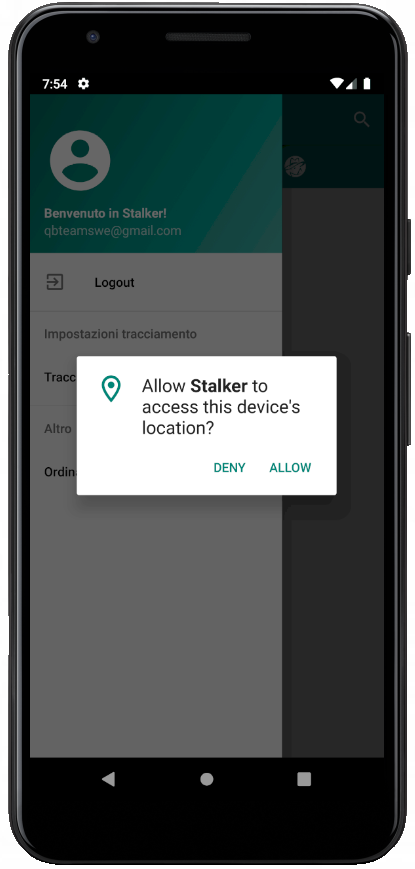 7:54
Benvenuto in Stalker!
qbteamswe@gmail.com
Logout
Impostazioni tracciamento
Tracc
Allow Stalker to
access this device's
location?
Altro
DENY ALLOW
Ordin